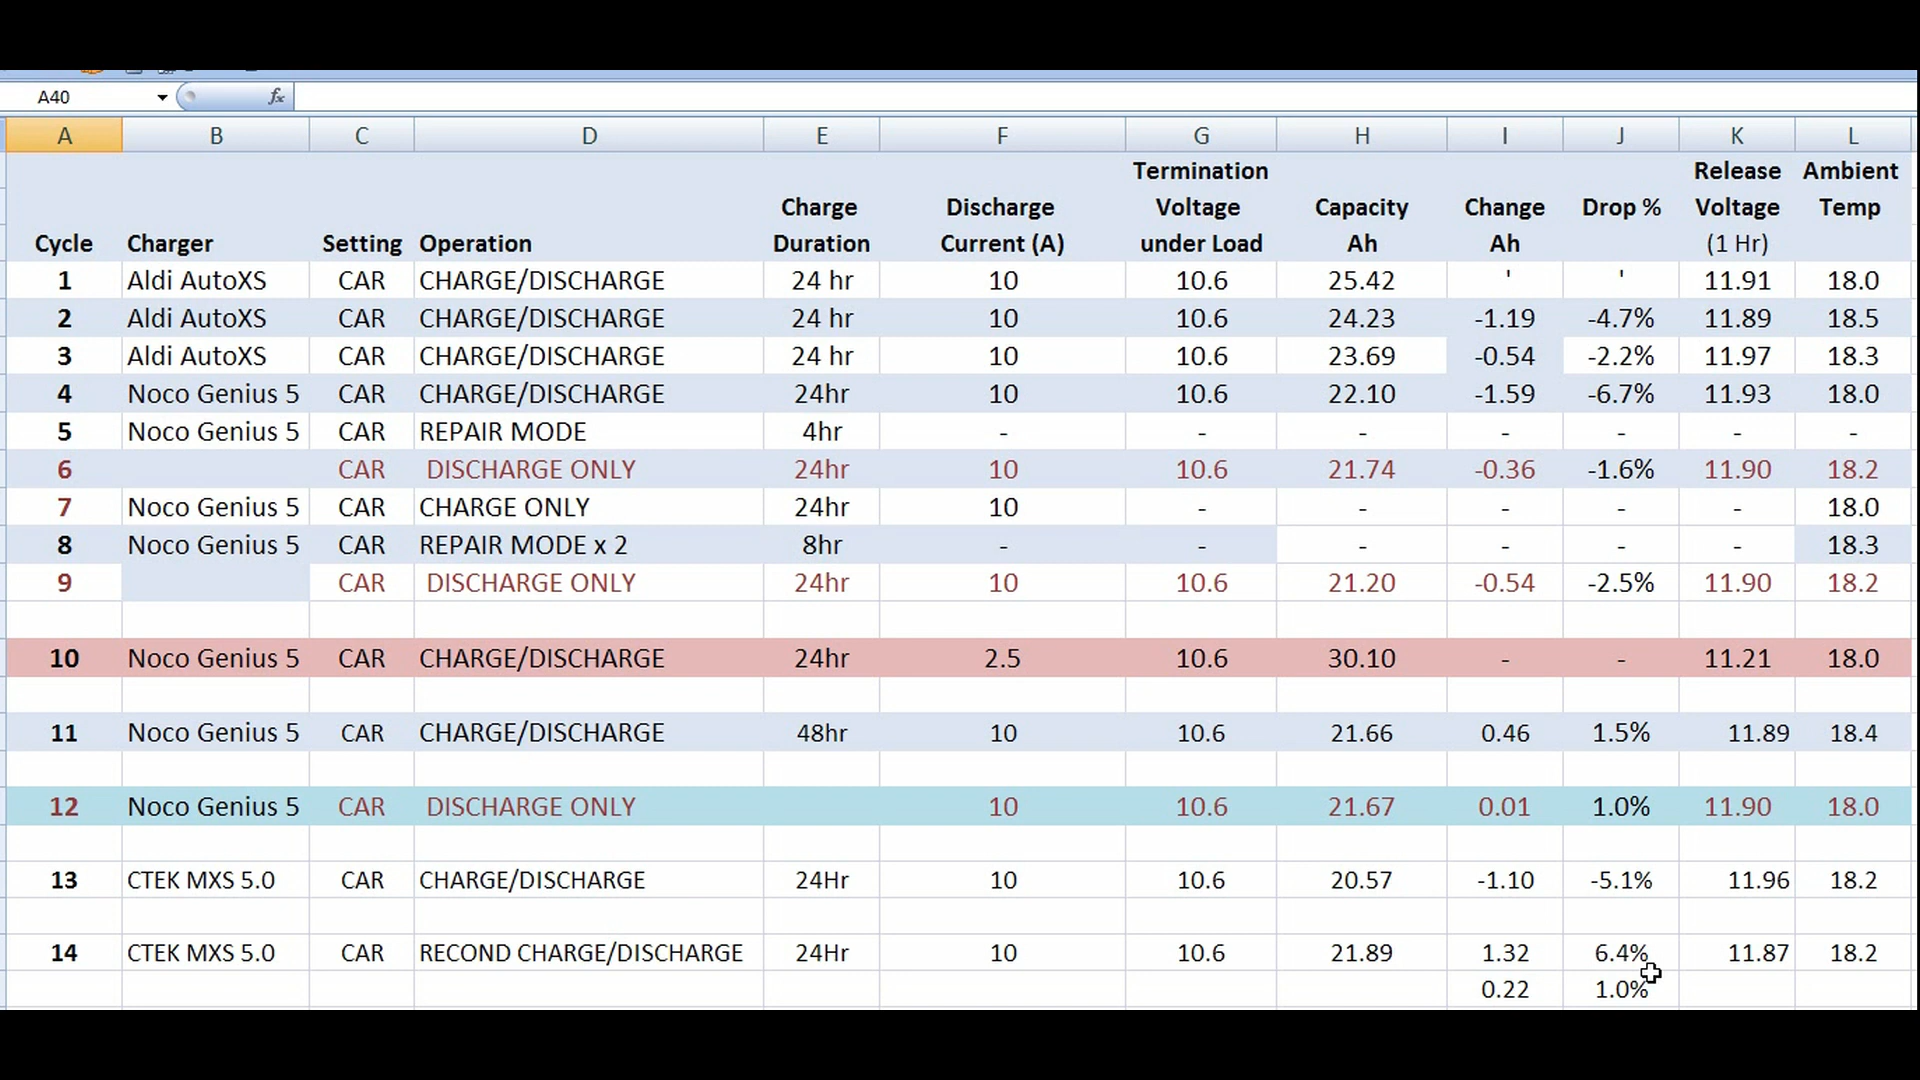 A40 fx
A B C D E F G H I J K L
Termination Release Ambient
Charge Discharge Voltage Capacity Change Drop % Voltage Temp
Cycle Charger Setting Operation Duration Current (A) under Load Ah Ah (1 Hr)
1 Aldi AutoXS CAR CHARGE/DISCHARGE 24 hr 10 10.6 25.42 ' ' 11.91 18.0
2 Aldi AutoXS CAR CHARGE/DISCHARGE 24 hr 10 10.6 24.23 -1.19 -4.7% 11.89 18.5
3 Aldi AutoXS CAR CHARGE/DISCHARGE 24 hr 10 10.6 23.69 -0.54 -2.2% 11.97 18.3
4 Noco Genius 5 CAR CHARGE/DISCHARGE 24hr 10 10.6 22.10 -1.59 -6.7% 11.93 18.0
5 Noco Genius 5 CAR REPAIR MODE 4hr - - - - - - -
6 CAR DISCHARGE ONLY 24hr 10 10.6 21.74 -0.36 -1.6% 11.90 18.2
7 Noco Genius 5 CAR CHARGE ONLY 24hr 10 - - - - - 18.0
8 Noco Genius 5 CAR REPAIR MODE x 2 8hr - - - - - - 18.3
9 CAR DISCHARGE ONLY 24hr 10 10.6 21.20 -0.54 -2.5% 11.90 18.2
10 Noco Genius 5 CAR CHARGE/DISCHARGE 24hr 2.5 10.6 30.10 - - 11.21 18.0
11 Noco Genius 5 CAR CHARGE/DISCHARGE 48hr 10 10.6 21.66 0.46 1.5% 11.89 18.4
12 Noco Genius 5 CAR DISCHARGE ONLY 10 10.6 21.67 0.01 1.0% 11.90 18.0
13 CTEK MXS 5.0 CAR CHARGE/DISCHARGE 24Hr 10 10.6 20.57 -1.10 -5.1% 11.96 18.2
14 CTEK MXS 5.0 CAR RECOND CHARGE/DISCHARGE 24Hr 10 10.6 21.89 1.32 6.4% 11.87 18.2
0.22 1.0%